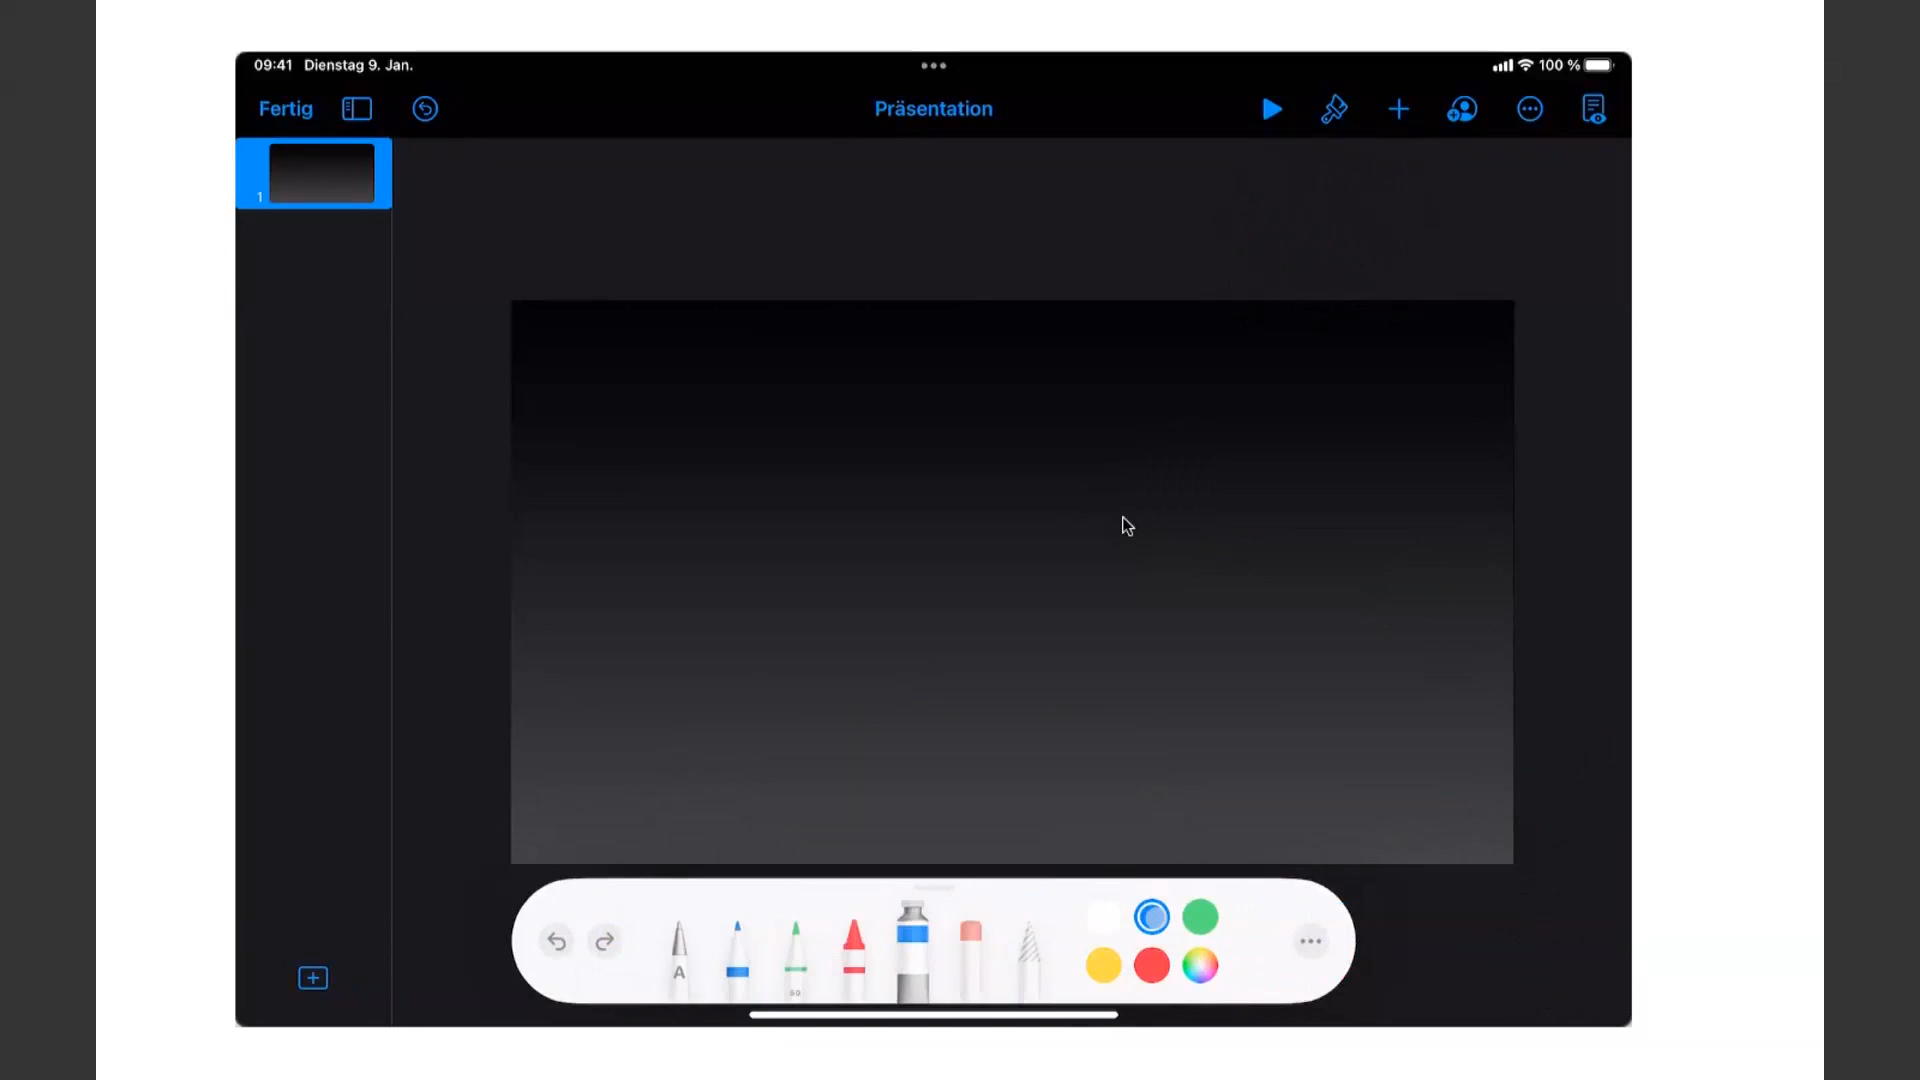 09:41 Dienstag 9. Jan.
100 %
Fertig
Präsentation
1
A